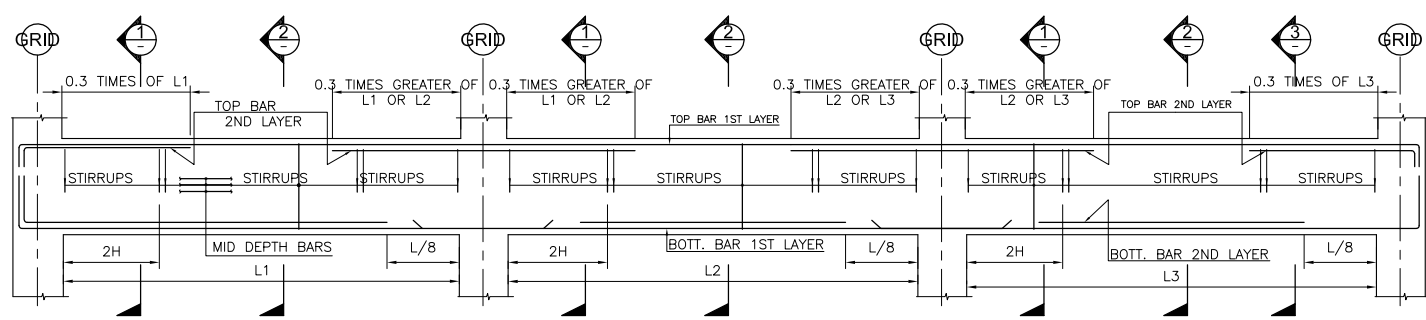 GRID
1
-
2
-
GRID
1
-
2
-
GRID
1
-
2
-
3
-
GRID
0.3 TIMES OF L1
0.3 TIMES GREATER OF
L1 OR L2
0.3 TIMES GREATER OF
L1 OR L2
0.3 TIMES GREATER OF
L2 OR L3
0.3 TIMES GREATER OF
L2 OR L3
0.3 TIMES OF L3
TOP BAR
2ND LAYER
TOP BAR 1ST LAYER
TOP BAR 2ND LAYER
STIRRUPS
STIRRUPS
STIRRUPS
STIRRUPS
STIRRUPS
STIRRUPS
STIRRUPS
STIRRUPS
STIRRUPS
2H
MID DEPTH BARS
L/8
2H
BOTT. BAR 1ST LAYER
L/8
2H
BOTT. BAR 2ND LAYER
L/8
L1
L2
L3